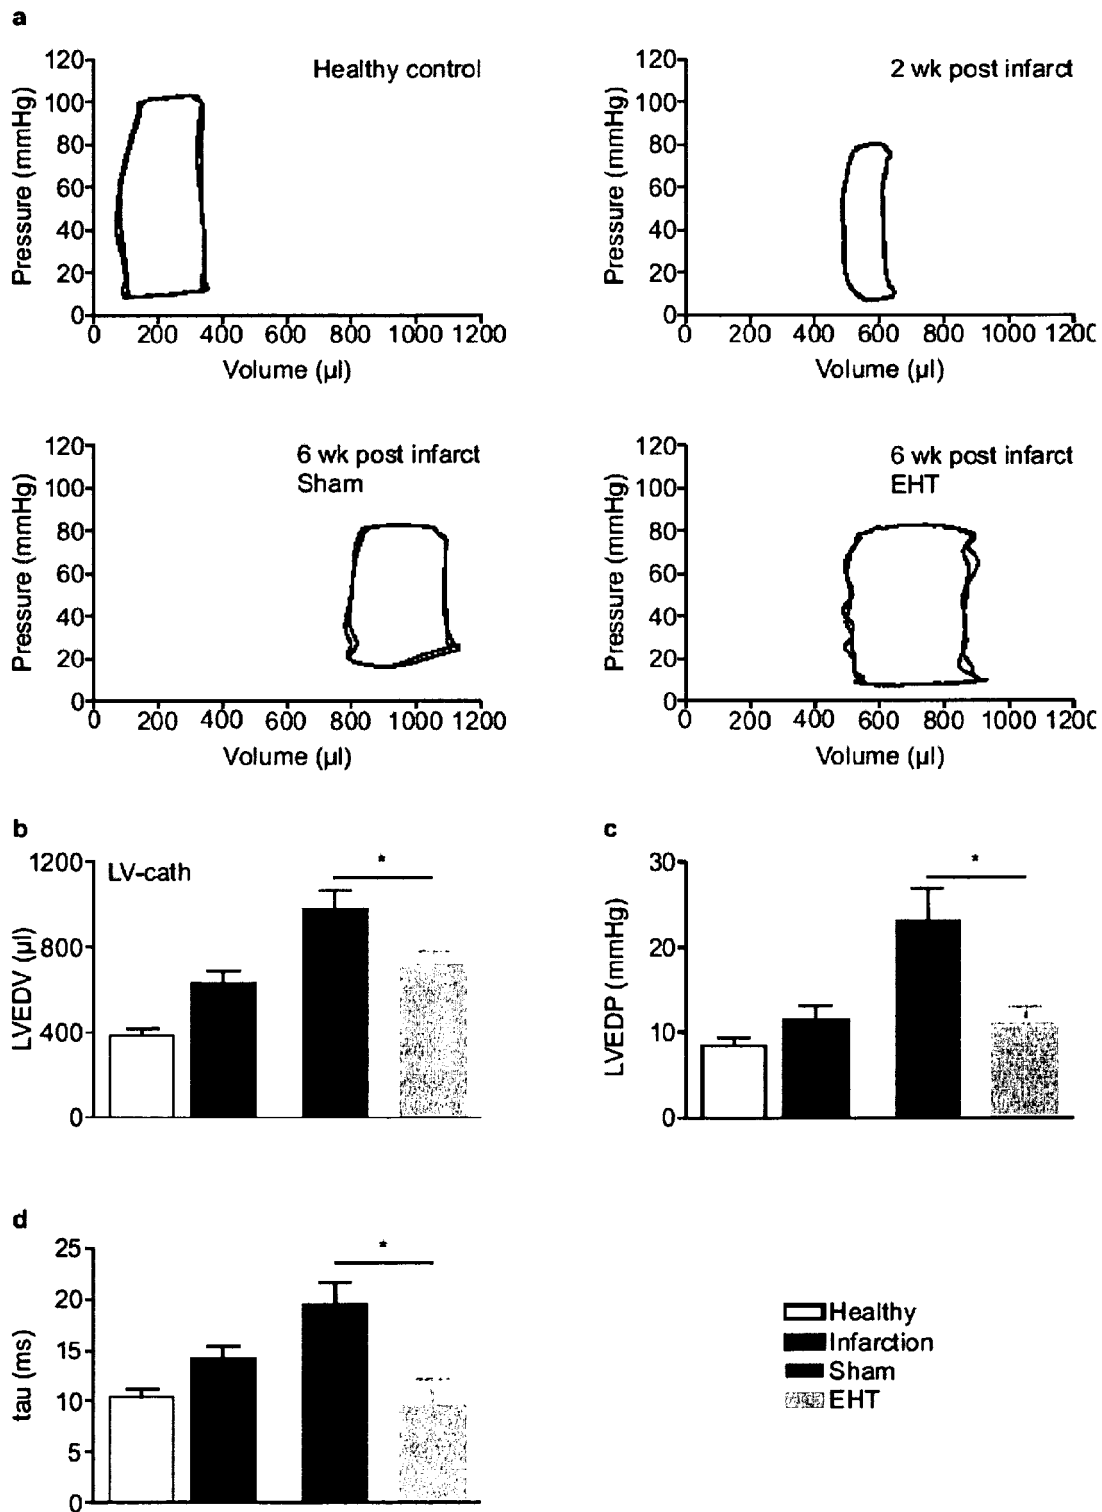 a
Healthy control
120
100
80
60
40
20
0
Pressure (mmHg)
0 200 400 600 800 1000 1200
Volume (µl)
2 wk post infarct
120
100
80
60
40
20
0
Pressure (mmHg)
0 200 400 600 800 1000 120
Volume (µl)
6 wk post infarct
Sham
120
100
80
60
40
20
0
Pressure (mmHg)
0 200 400 600 800 1000 1200
Volume (µl)
6 wk post infarct
EHT
120
100
80
60
40
20
0
Pressure (mmHg)
0 200 400 600 800 1000 120
Volume (µl)
b
LV-cath
*
1200
800
400
0
LVEDV (µl)
c
*
30
20
10
0
LVEDP (mmHg)
d
*
25
20
15
10
5
0
tau (ms)
Healthy
Infarction
Sham
EHT